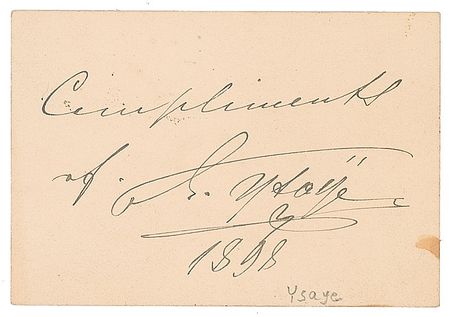 Compliments
of E. Ysaÿe
1898
Ysaye